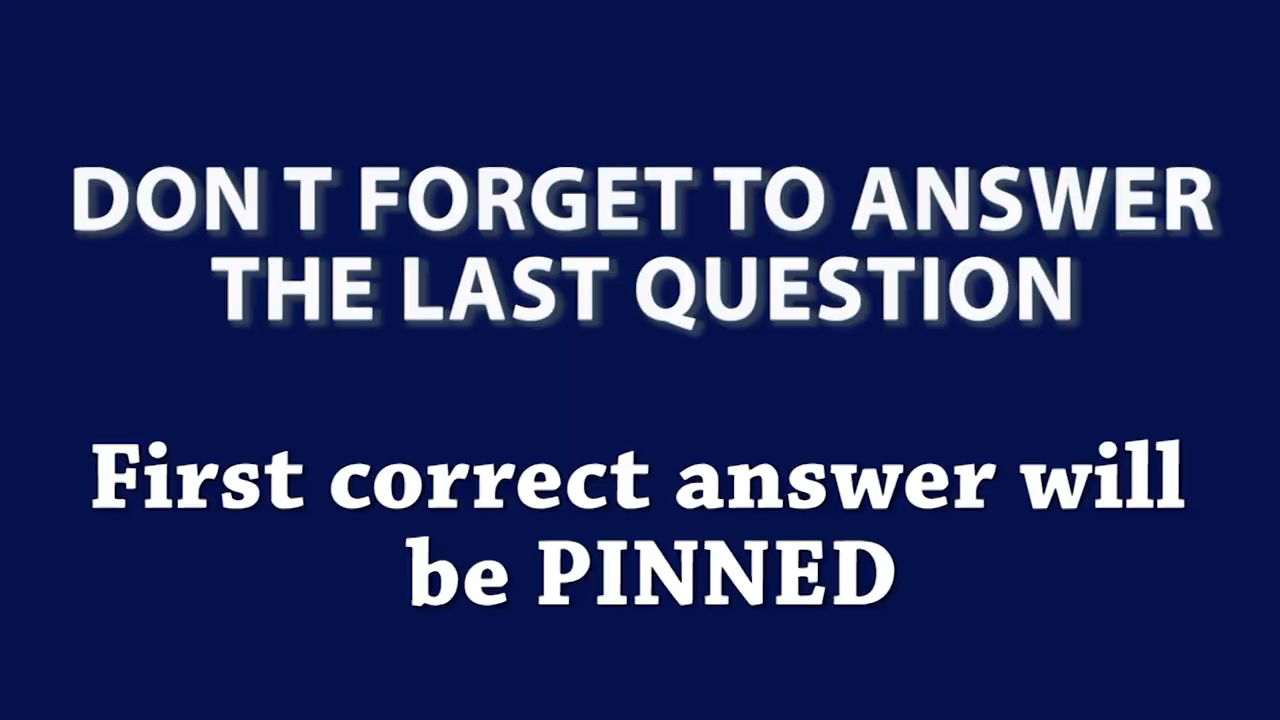 DON T FORGET TO ANSWER
THE LAST QUESTION
First correct answer will
be PINNED